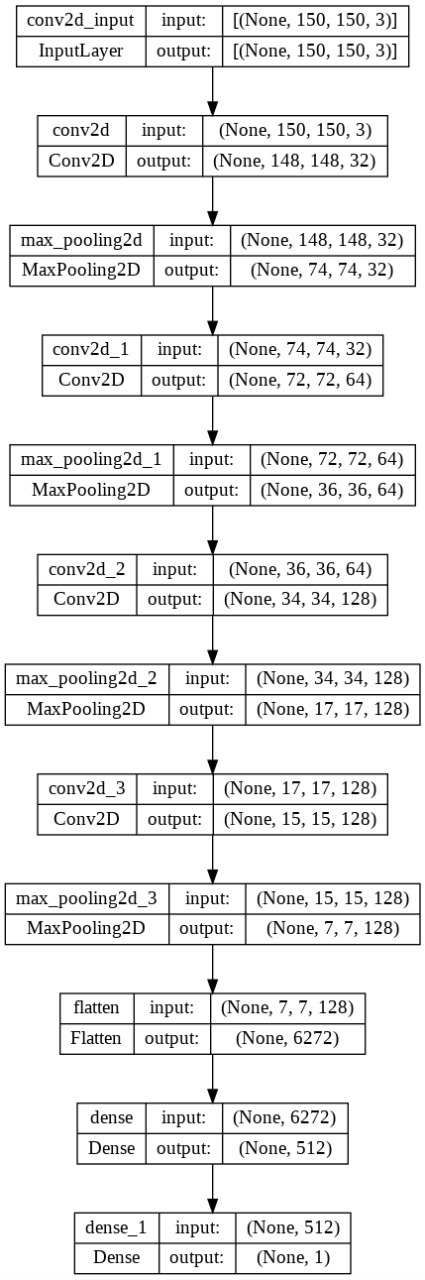 conv2d_input input: [(None, 150, 150, 3)]
InputLayer output: [(None, 150, 150, 3)]
conv2d input: (None, 150, 150, 3)
Conv2D output: (None, 148, 148, 32)
max_pooling2d input: (None, 148, 148, 32)
MaxPooling2D output: (None, 74, 74, 32)
conv2d_1 input: (None, 74, 74, 32)
Conv2D output: (None, 72, 72, 64)
max_pooling2d_1 input: (None, 72, 72, 64)
MaxPooling2D output: (None, 36, 36, 64)
conv2d_2 input: (None, 36, 36, 64)
Conv2D output: (None, 34, 34, 128)
max_pooling2d_2 input: (None, 34, 34, 128)
MaxPooling2D output: (None, 17, 17, 128)
conv2d_3 input: (None, 17, 17, 128)
Conv2D output: (None, 15, 15, 128)
max_pooling2d_3 input: (None, 15, 15, 128)
MaxPooling2D output: (None, 7, 7, 128)
flatten input: (None, 7, 7, 128)
Flatten output: (None, 6272)
dense input: (None, 6272)
Dense output: (None, 512)
dense_1 input: (None, 512)
Dense output: (None, 1)